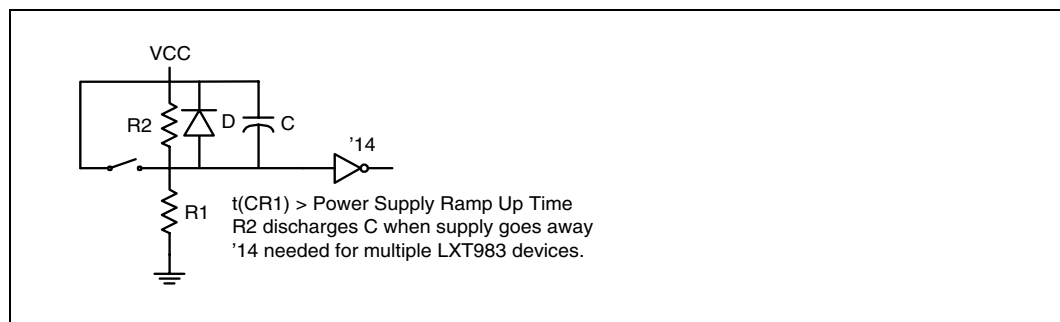 VCC
R2
D
C
’14
R1
t(CR1) > Power Supply Ramp Up Time
R2 discharges C when supply goes away
’14 needed for multiple LXT983 devices.